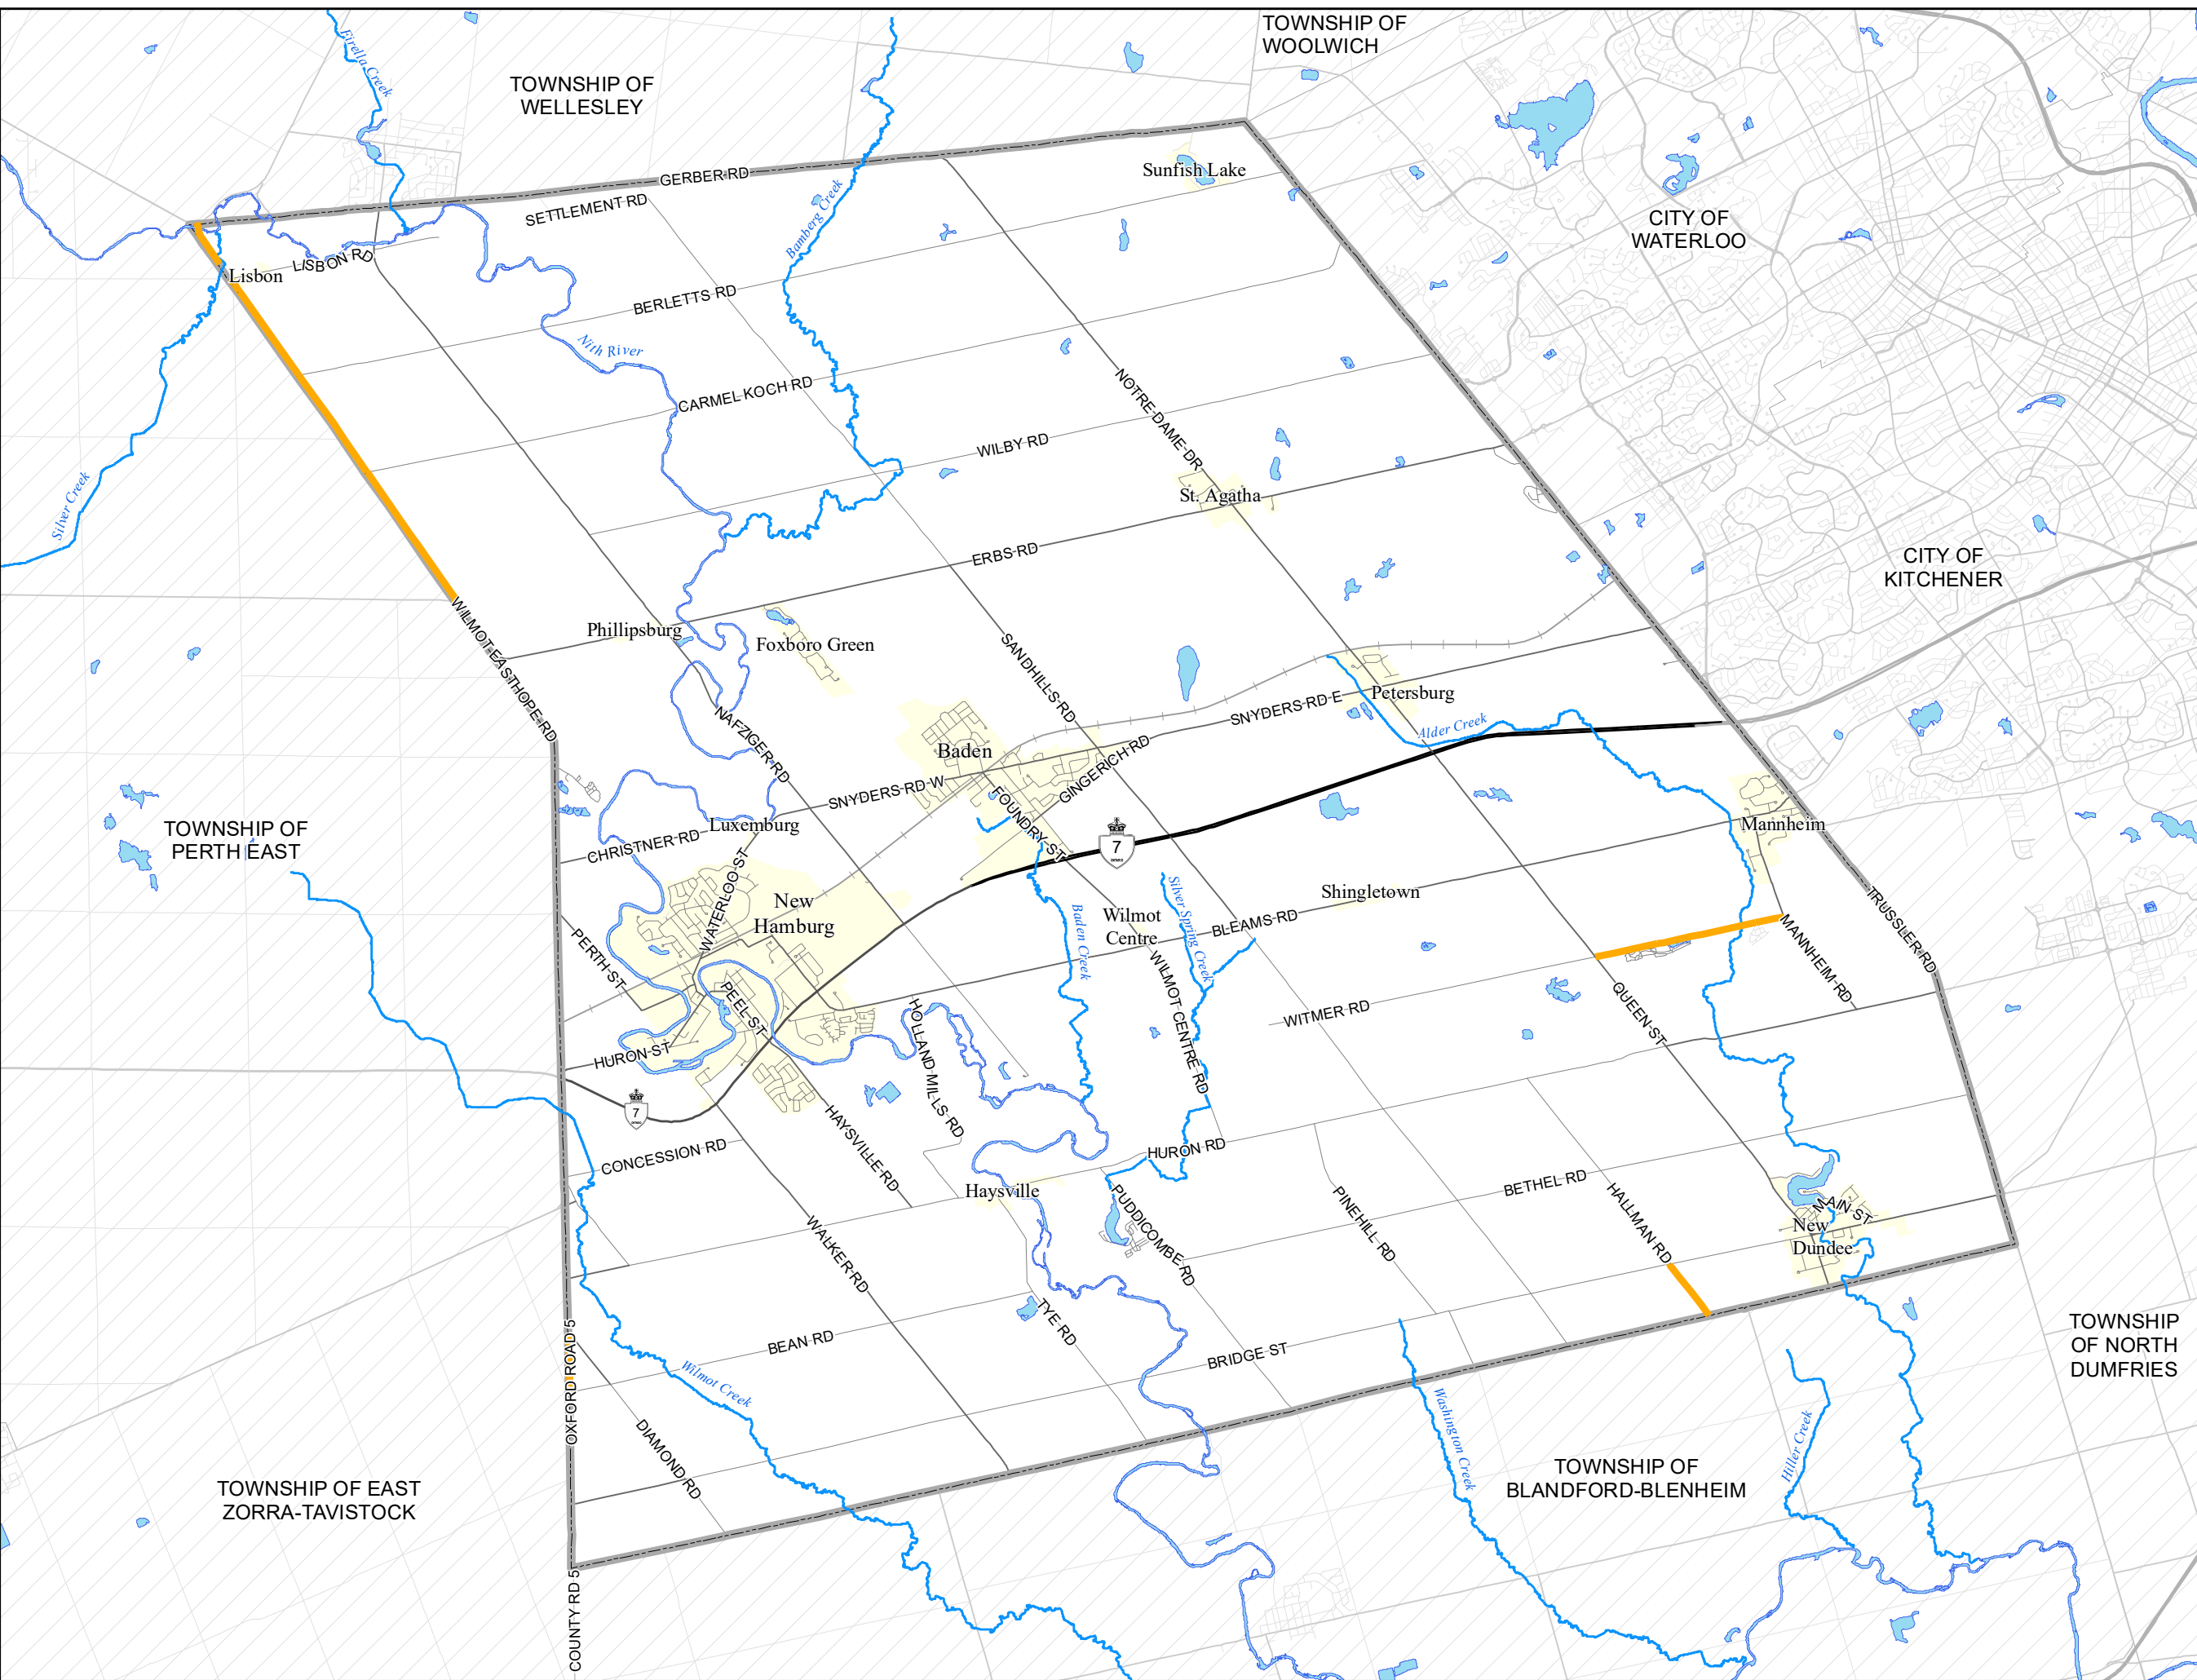 TOWNSHIP OF
WOOLWICH
Firella Creek
TOWNSHIP OF
WELLESLEY
GERBER RD
Sunfish Lake
SETTLEMENT RD
Bamberg Creek
CITY OF
WATERLOO
LISBON RD
Lisbon
BERLETTS RD
Nith River
CARMEL KOCH RD
NOTRE DAME DR
WILBY RD
Silver Creek
St. Agatha
ERBS RD
CITY OF
KITCHENER
WILMOT-EASTHOPE RD
Phillipsburg
Foxboro Green
SANDHILLS RD
Petersburg
SNYDERS RD E
NAFZIGER RD
Alder Creek
Baden
GINGERICH RD
SNYDERS RD W
FOUNDRY ST
Luxemburg
CHRISTNER RD
Mannheim
TOWNSHIP OF
PERTH EAST
7
WATERLOO ST
New
Hamburg
Shingletown
Silver Spring Creek
Wilmot
Centre
BLEAMS RD
Baden Creek
TRUSSLER RD
MANNHEIM RD
PERTH ST
PEEL ST
WILMOT CENTRE RD
WITMER RD
QUEEN ST
HOLLAND MILLS RD
HURON ST
7
HAYSVILLE RD
CONCESSION RD
HURON RD
Haysville
BETHEL RD
PUDDICOMBE RD
PINEHILL RD
HALLMAN RD
MAIN ST
New
Dundee
WALKER RD
TYE RD
BEAN RD
BRIDGE ST
OXFORD ROAD 5
Wilmot Creek
TOWNSHIP
OF NORTH
DUMFRIES
DIAMOND RD
Washington Creek
Hiller Creek
TOWNSHIP OF
BLANDFORD-BLENHEIM
TOWNSHIP OF EAST
ZORRA-TAVISTOCK
COUNTY RD 5